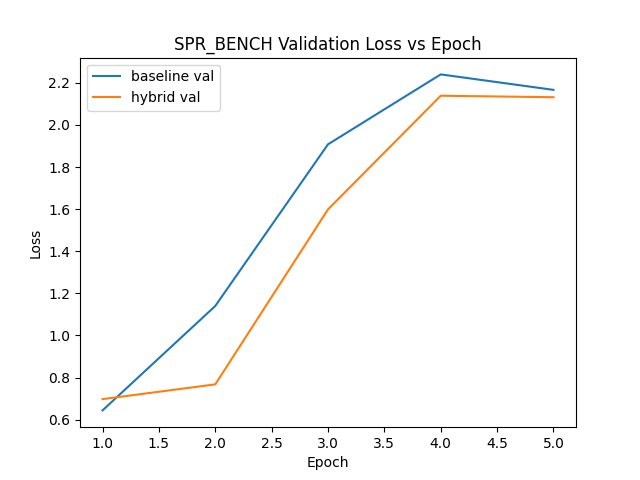 SPR_BENCH Validation Loss vs Epoch
baseline val
hybrid val
Loss
2.2
2.0
1.8
1.6
1.4
1.2
1.0
0.8
0.6
1.0 1.5 2.0 2.5 3.0 3.5 4.0 4.5 5.0
Epoch